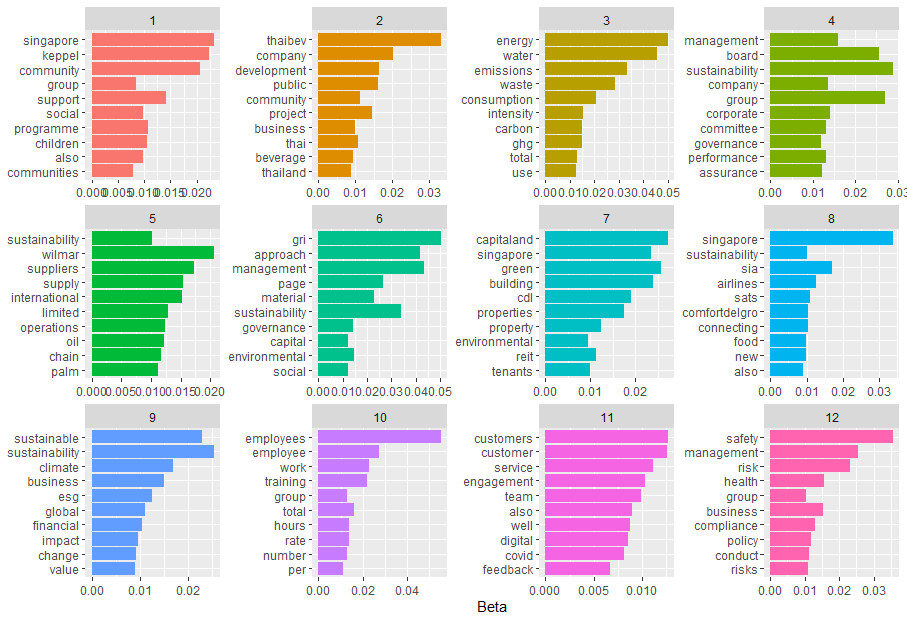 1
singapore
keppel
community
group
support
social
programme
children
also
communities
0.000 0.005 0.010 0.015 0.020
2
thaibev
company
development
public
community
project
business
thai
beverage
thailand
0.00 0.01 0.02 0.03
3
energy
water
emissions
waste
consumption
intensity
carbon
ghg
total
use
0.00 0.01 0.02 0.03 0.04 0.05
4
management
board
sustainability
company
group
corporate
committee
governance
performance
assurance
0.00 0.01 0.02 0.03
5
sustainability
wilmar
suppliers
supply
international
limited
operations
oil
chain
palm
0.000 0.005 0.010 0.015 0.020
6
gri
approach
management
page
material
sustainability
governance
capital
environmental
social
0.00 0.01 0.02 0.03 0.04 0.05
7
capitaland
singapore
green
building
cdl
properties
property
environmental
reit
tenants
0.00 0.01 0.02
8
singapore
sustainability
sia
airlines
sats
comfortdelgro
connecting
food
new
also
0.00 0.01 0.02 0.03
9
sustainable
sustainability
climate
business
esg
global
financial
impact
change
value
0.00 0.01 0.02
10
employees
employee
work
training
group
total
hours
rate
number
per
0.00 0.02 0.04
11
customers
customer
service
engagement
team
also
well
digital
covid
feedback
0.000 0.005 0.010
12
safety
management
risk
health
group
business
compliance
policy
conduct
risks
0.00 0.01 0.02 0.03
Beta